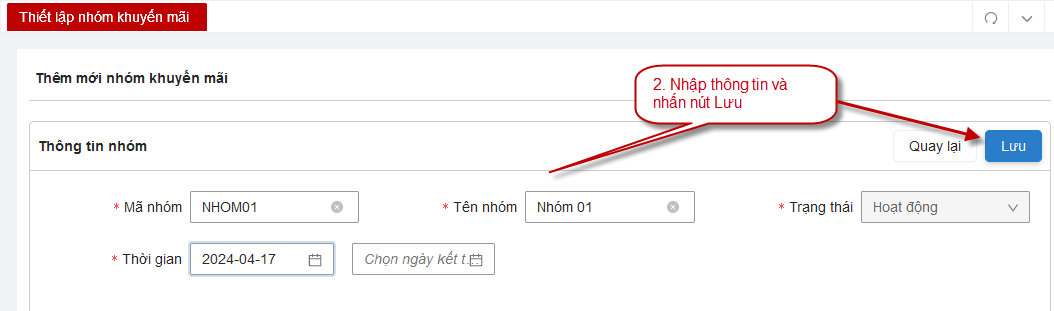 Thiết lập nhóm khuyến mãi
Thêm mới nhóm khuyến mãi
2. Nhập thông tin và
nhấn nút Lưu
Thông tin nhóm
Quay lại
Lưu
* Mã nhóm NHOM01
* Tên nhóm Nhóm 01
* Trạng thái Hoạt động
* Thời gian 2024-04-17 Chọn ngày kết t